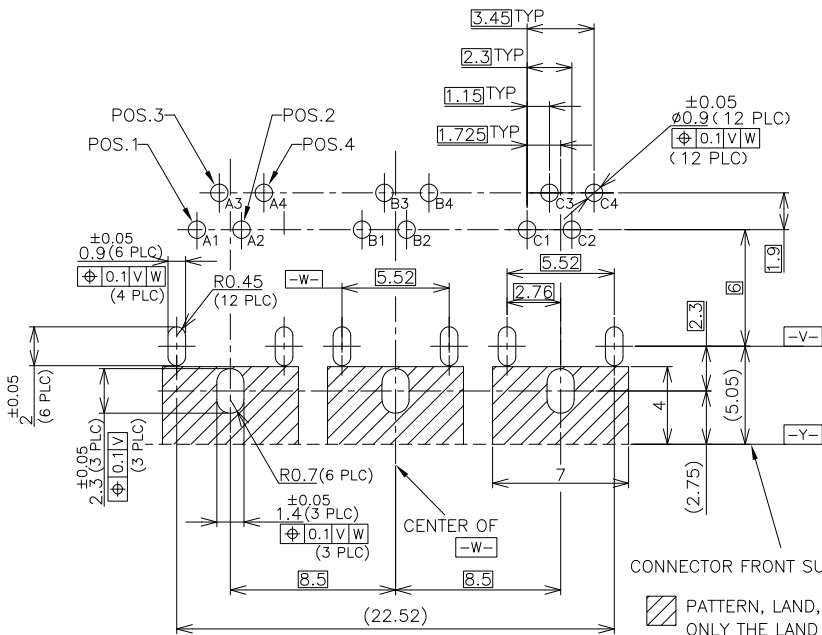 3.45 TYP
2.3 TYP
1.15 TYP
1.725 TYP
±0.05
ø0.9 (12 PLC)
⌖ 0.1 V W
(12 PLC)
POS.3
POS.2
POS.1
POS.4
A3 A4 B3 B4 C3 C4
A1 A2 B1 B2 C1 C2
±0.05
0.9 (6 PLC)
⌖ 0.1 V W
(4 PLC)
R0.45
(12 PLC)
-W-
5.52
5.52
2.76
1.9
6
2.3
-V-
±0.05
2
(6 PLC)
4
(5.05)
-Y-
(2.75)
±0.05
2.3 (3 PLC)
⌖ 0.1 V
(3 PLC)
R0.7 (6 PLC)
7
±0.05
1.4 (3 PLC)
⌖ 0.1 V W
(3 PLC)
CENTER OF
-W-
8.5
8.5
(22.52)
CONNECTOR FRONT SU
PATTERN, LAND,
ONLY THE LAND